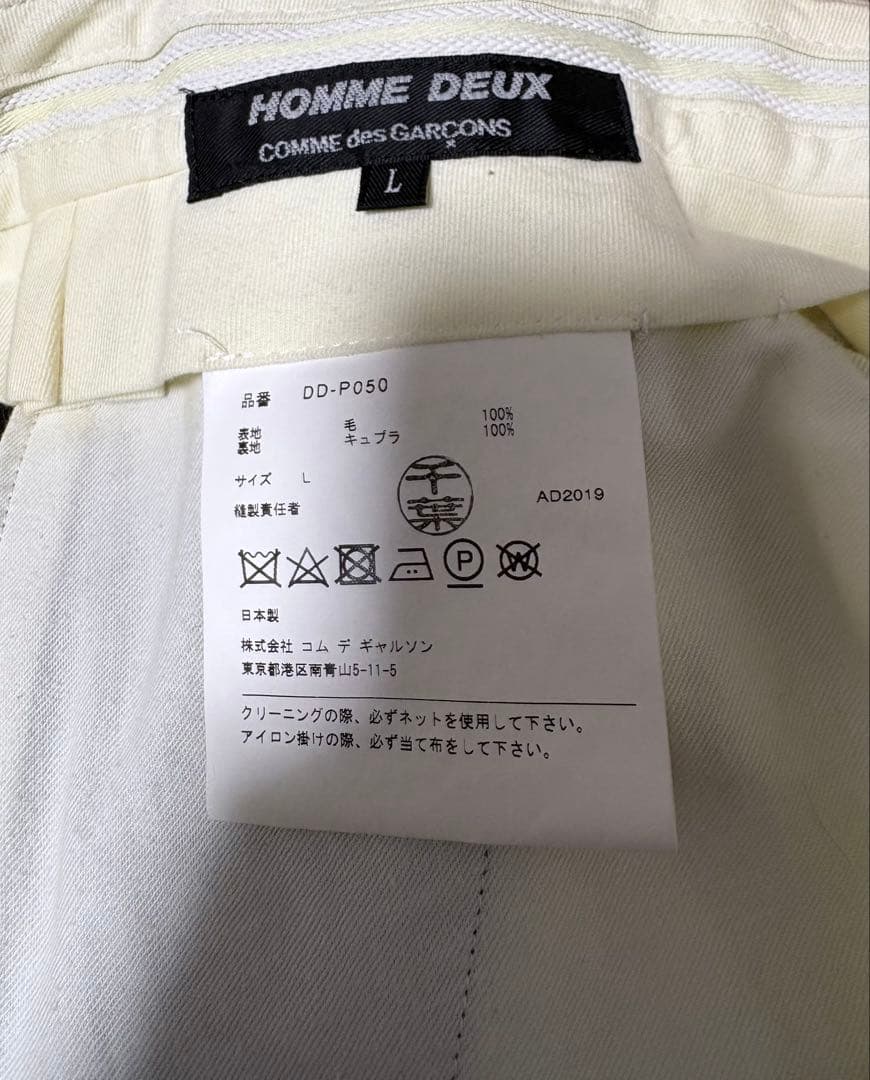 HOMME DEUX
COMME des GARÇONS
L
品番 DD-P050
表地 毛 100%
裏地 キュプラ 100%
サイズ L
縫製責任者 千葉 AD2019
P W
日本製
株式会社 コム デ ギャルソン
東京都港区南青山5-11-5
クリーニングの際、必ずネットを使用して下さい。
アイロン掛けの際、必ず当て布をして下さい。